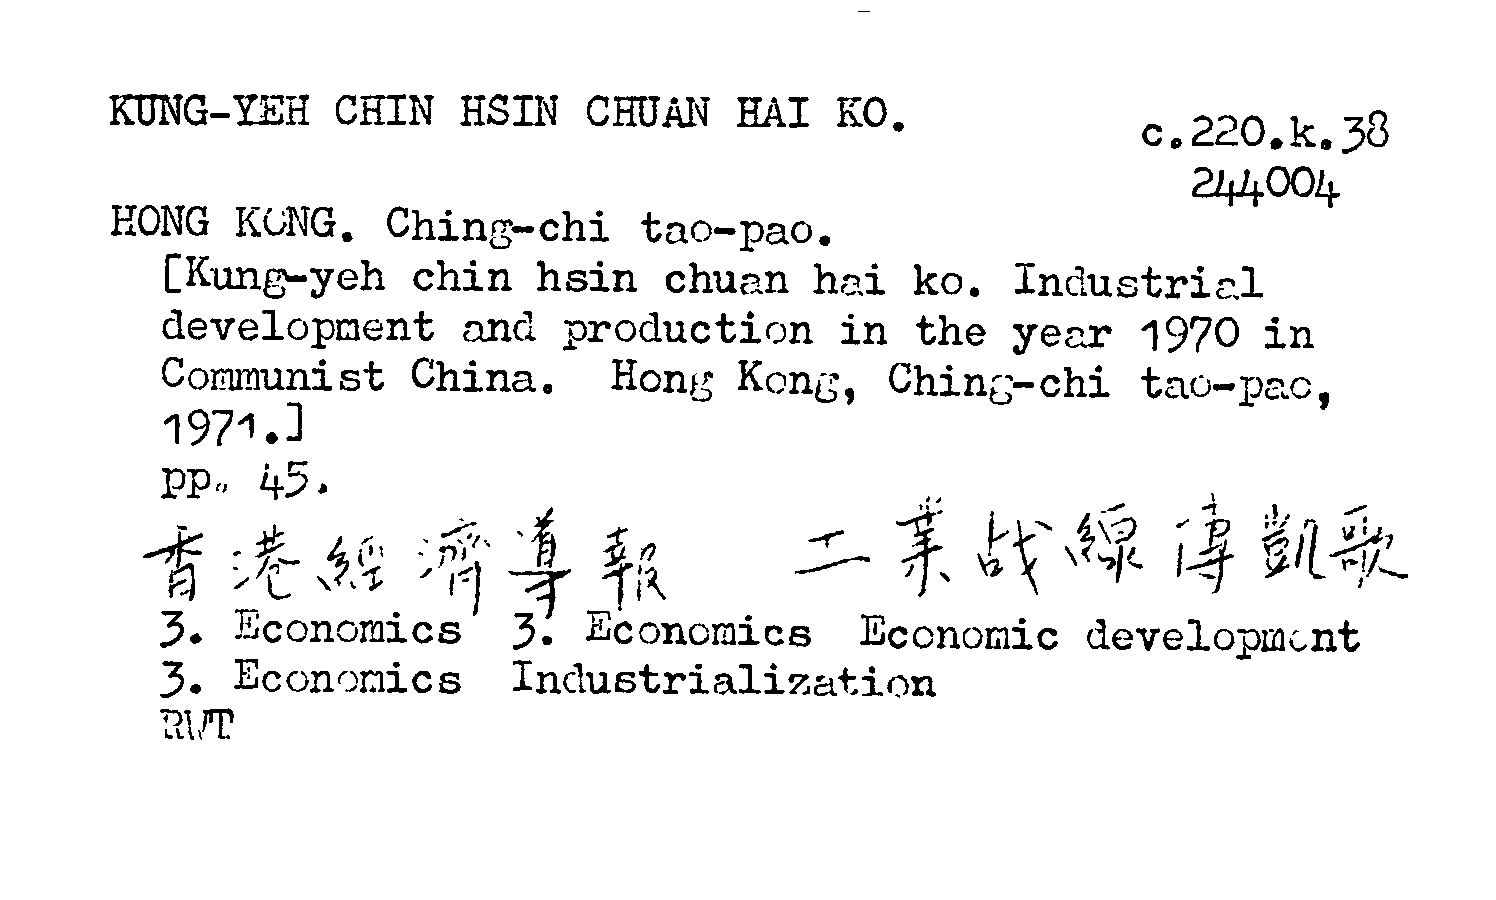 KUNG-YEH CHIN HSIN CHUAN HAI KO.
c.220.k.38
244004
HONG KONG. Ching-chi tao-pao.
[Kung-yeh chin hsin chuan hai ko. Industrial
development and production in the year 1970 in
Communist China. Hong Kong, Ching-chi tao-pao,
1971.]
pp. 45.
香港經濟導報 工業战線傳凱歌
3. Economics 3. Economics Economic development
3. Economics Industrialization
RWT